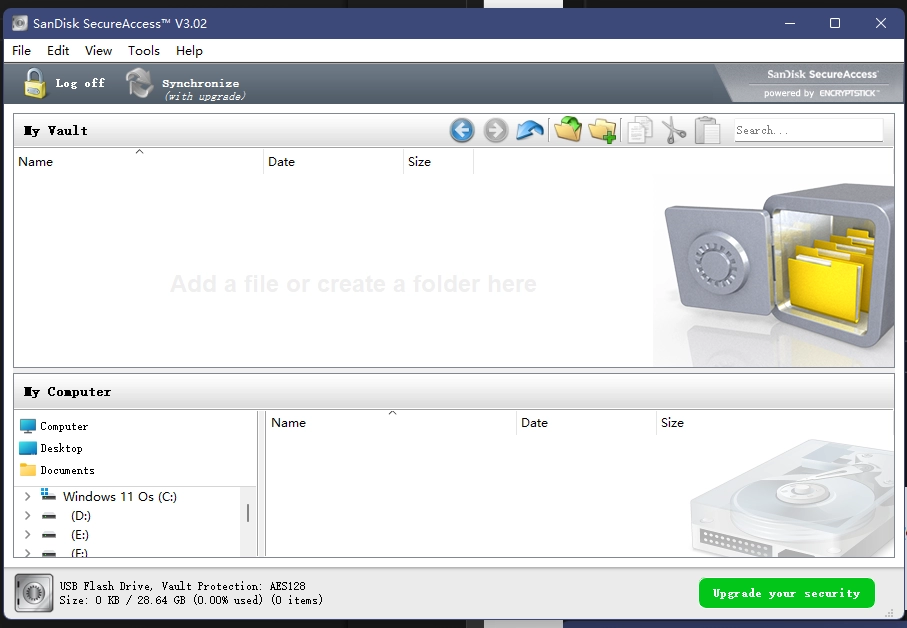 SanDisk SecureAccess™ V3.02
File Edit View Tools Help
Log off
Synchronize
(with upgrade)
SanDisk SecureAccess™
powered by ENCRYPTSTICK™
My Vault
Search...
Name Date Size
Add a file or create a folder here
My Computer
Computer
Desktop
Documents
Windows 11 Os (C:)
(D:)
(E:)
(F:)
Name Date Size
USB Flash Drive, Vault Protection: AES128
Size: 0 KB / 28.64 GB (0.00% used) (0 items)
Upgrade your security